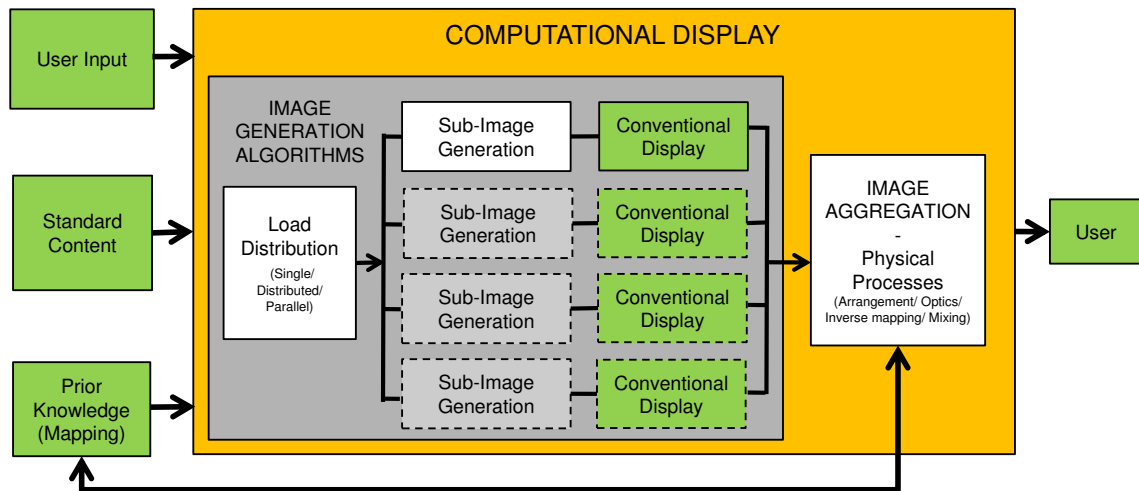 COMPUTATIONAL DISPLAY
User Input
Standard
Content
Prior
Knowledge
(Mapping)
IMAGE
GENERATION
ALGORITHMS
Load
Distribution
(Single/
Distributed/
Parallel)
Sub-Image
Generation
Conventional
Display
Sub-Image
Generation
Conventional
Display
Sub-Image
Generation
Conventional
Display
Sub-Image
Generation
Conventional
Display
IMAGE
AGGREGATION
-
Physical
Processes
(Arrangement/ Optics/
Inverse mapping/ Mixing)
User